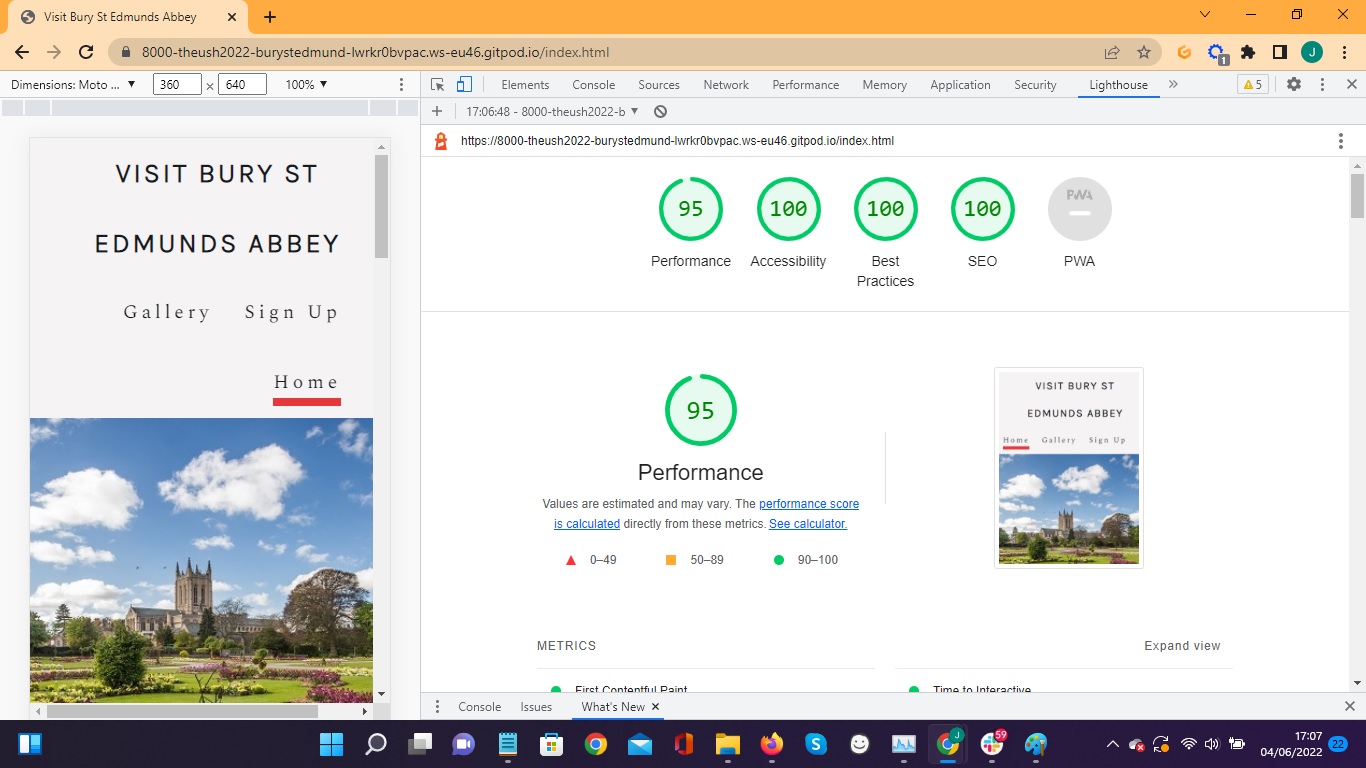 Visit Bury St Edmunds Abbey
8000-theush2022-burystedmund-lwrkr0bvpac.ws-eu46.gitpod.io/index.html
1
J
Dimensions: Moto ...
360 × 640
100%
Elements Console Sources Network Performance Memory Application Security Lighthouse
5
17:06:48 - 8000-theush2022-b
https://8000-theush2022-burystedmund-lwrkr0bvpac.ws-eu46.gitpod.io/index.html
VISIT BURY ST
EDMUNDS ABBEY
Gallery Sign Up
Home
95 100 100 100 PWA
Performance Accessibility Best Practices SEO PWA
95
Performance
Values are estimated and may vary. The performance score
is calculated directly from these metrics. See calculator.
0–49 50–89 90–100
VISIT BURY ST
EDMUNDS ABBEY
Home Gallery Sign Up
METRICS
Expand view
First Contentful Paint
Time to Interactive
Console Issues What's New
J
59
17:07
04/06/2022
22